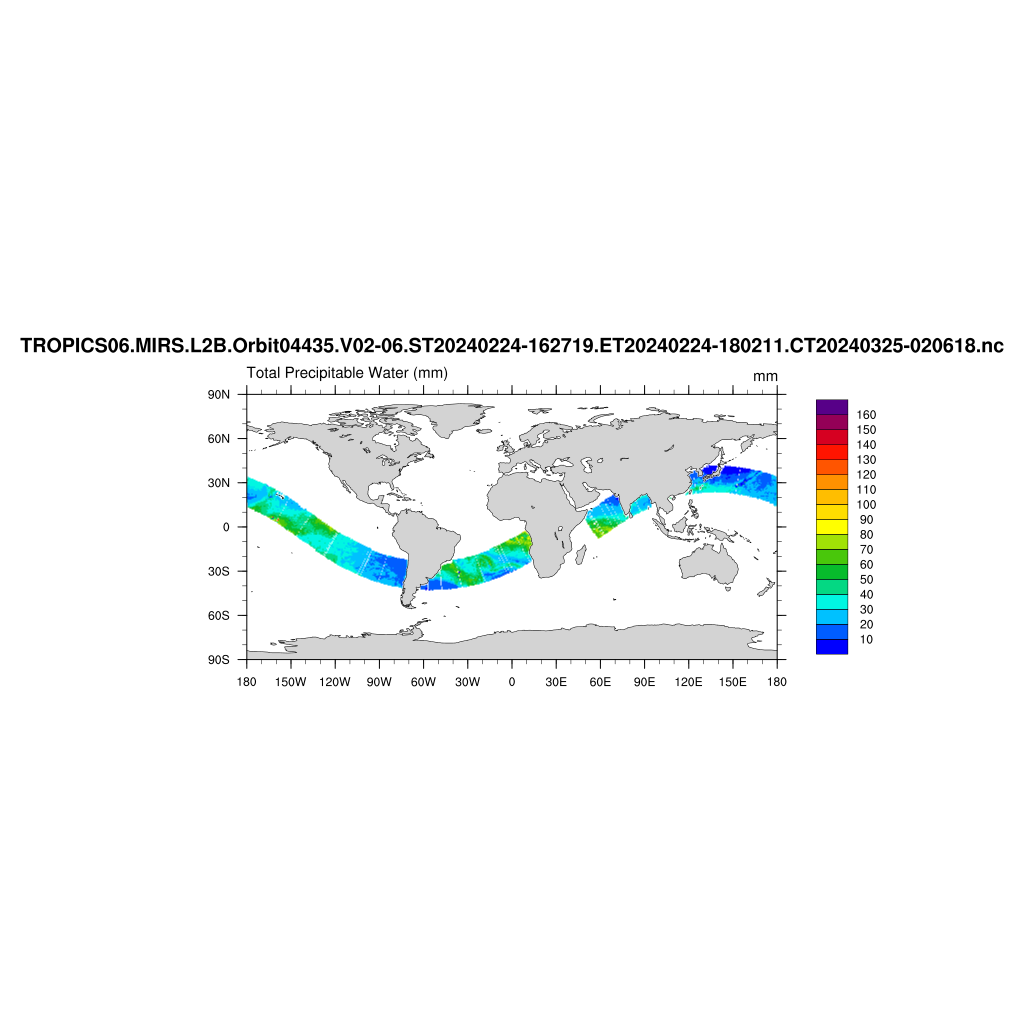 TROPICS06.MIRS.L2B.Orbit04435.V02-06.ST20240224-162719.ET20240224-180211.CT20240325-020618.nc
Total Precipitable Water (mm)
mm
90N
60N
30N
0
30S
60S
90S
180 150W 120W 90W 60W 30W 0 30E 60E 90E 120E 150E 180
160
150
140
130
120
110
100
90
80
70
60
50
40
30
20
10